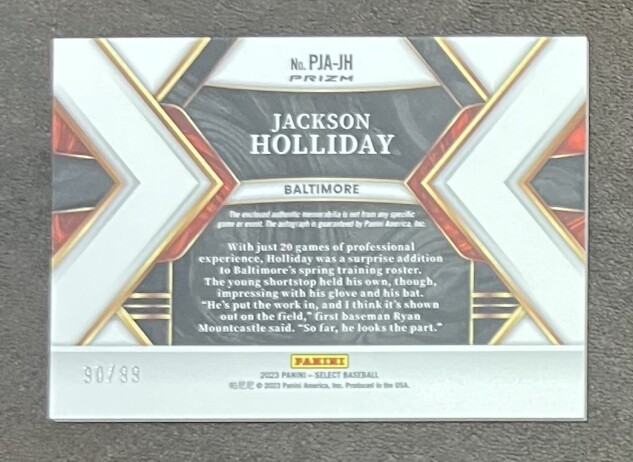 No. PJA-JH
PRIZM
JACKSON
HOLLIDAY
BALTIMORE
The enclosed authentic memorabilia is not from any specific
game or event. The autograph is guaranteed by Panini America, Inc.
With just 20 games of professional
experience, Holliday was a surprise addition
to Baltimore's spring training roster.
The young shortstop held his own, though,
impressing with his glove and his bat.
"He's put the work in, and I think it's shown
out on the field," first baseman Ryan
Mountcastle said. "So far, he looks the part."
PANINI
90/99
2023 PANINI – SELECT BASEBALL
帕尼尼 © 2023 Panini America, Inc. Produced in the USA.